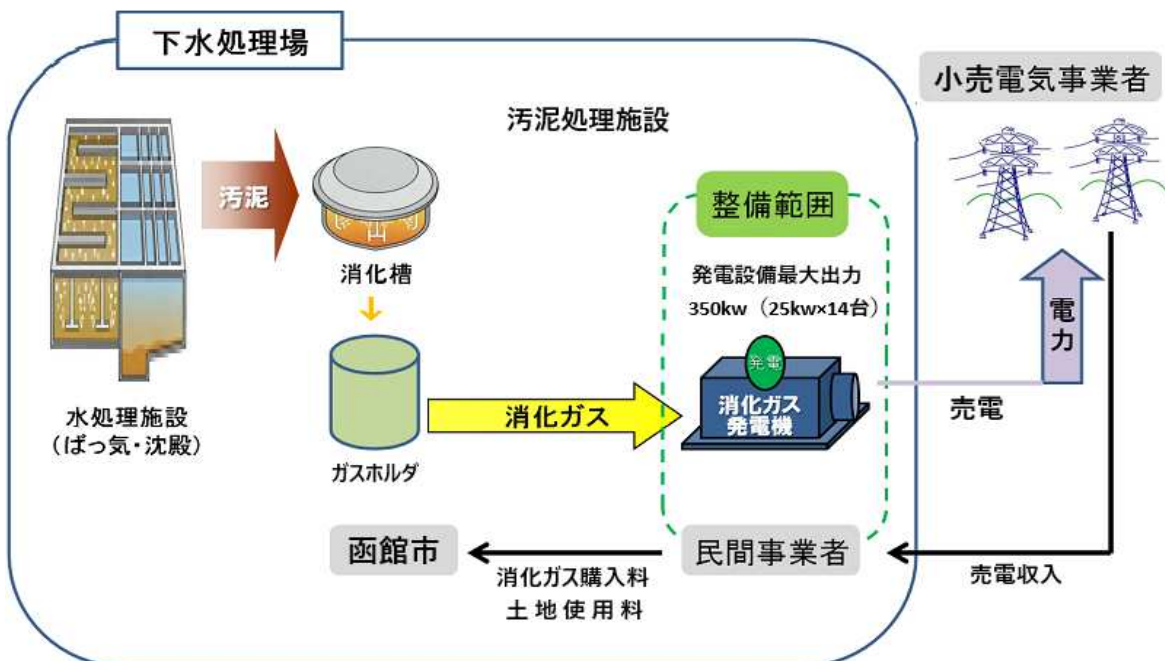 下水処理場
小売電気事業者
汚泥処理施設
汚泥
整備範囲
消化槽
発電設備最大出力
350kw（25kw×14台）
発電
電力
消化ガス
消化ガス
発電機
売電
水処理施設
（ばっ気・沈殿）
ガスホルダ
函館市
民間事業者
消化ガス購入料
土地使用料
売電収入